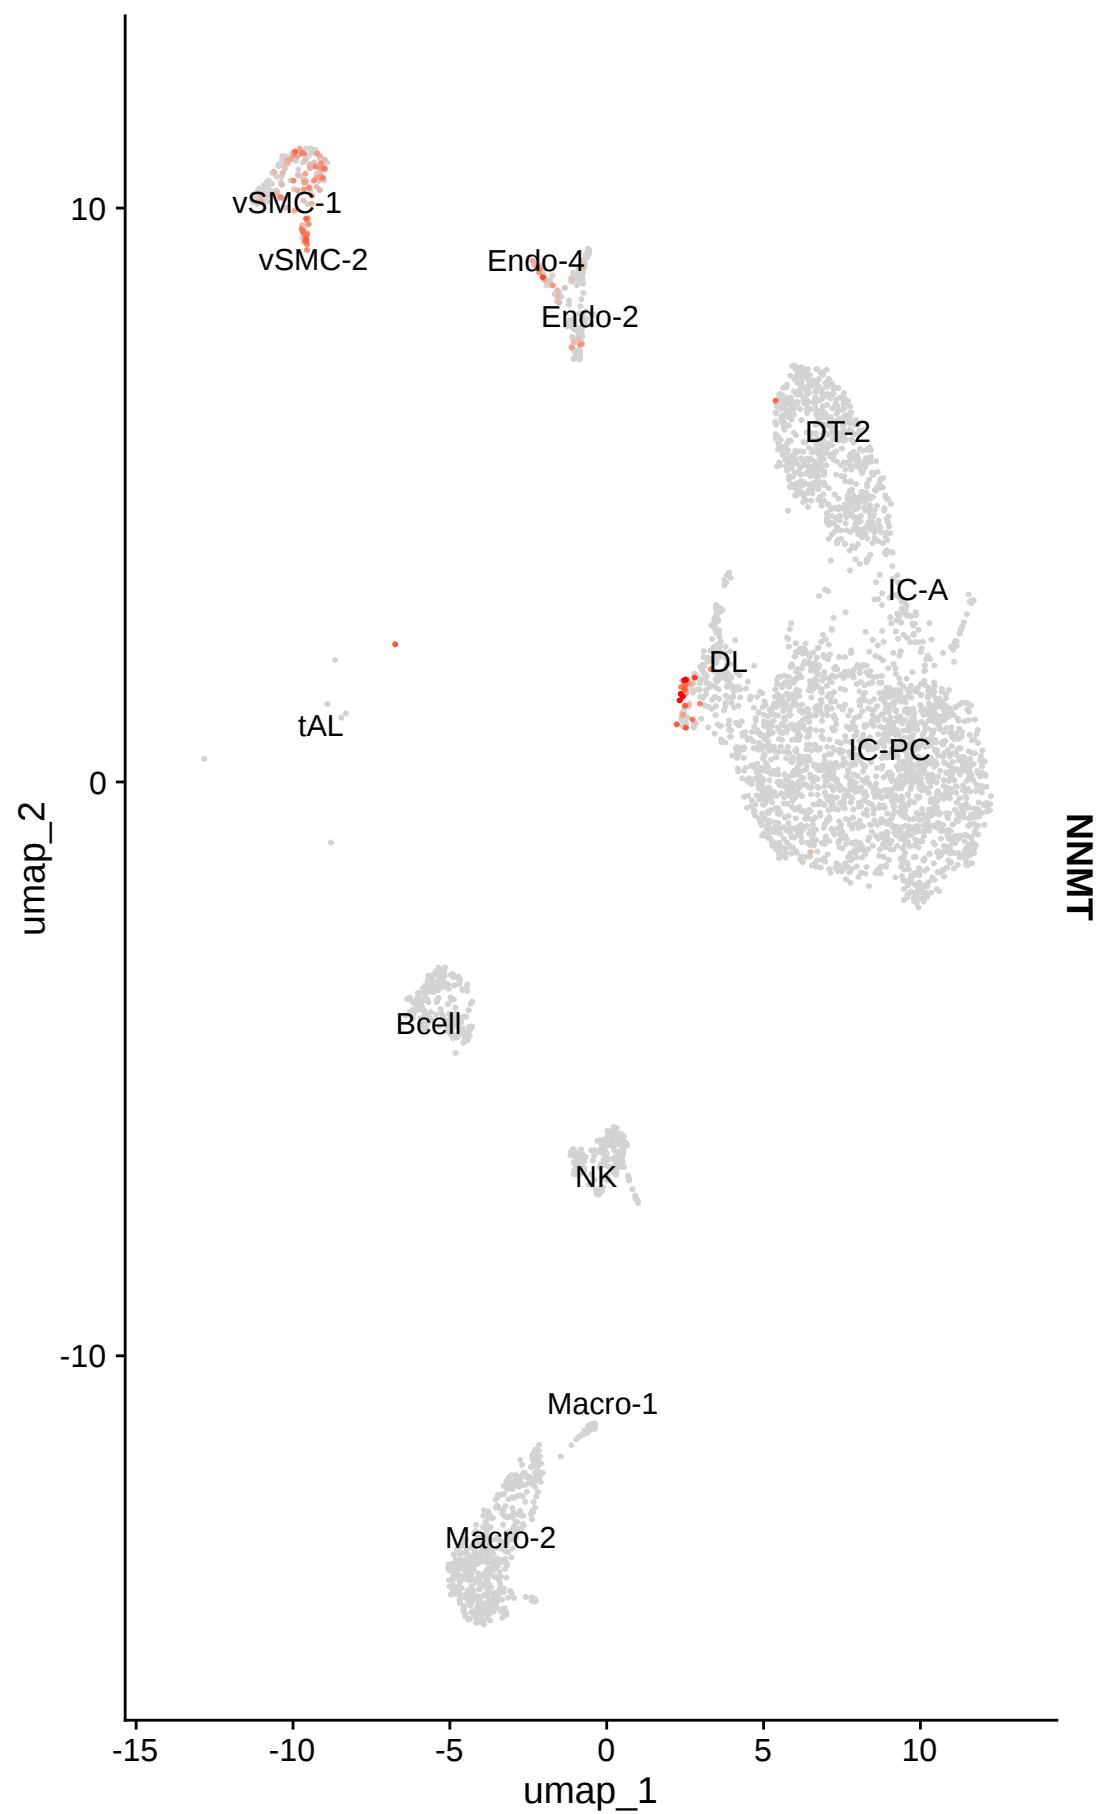 10
vSMC-1
vSMC-2
Endo-4
Endo-2
DT-2
IC-A
DL
tAL
IC-PC
0
umap_2
NNMT
Bcell
NK
-10
Macro-1
Macro-2
-15 -10 -5 0 5 10
umap_1